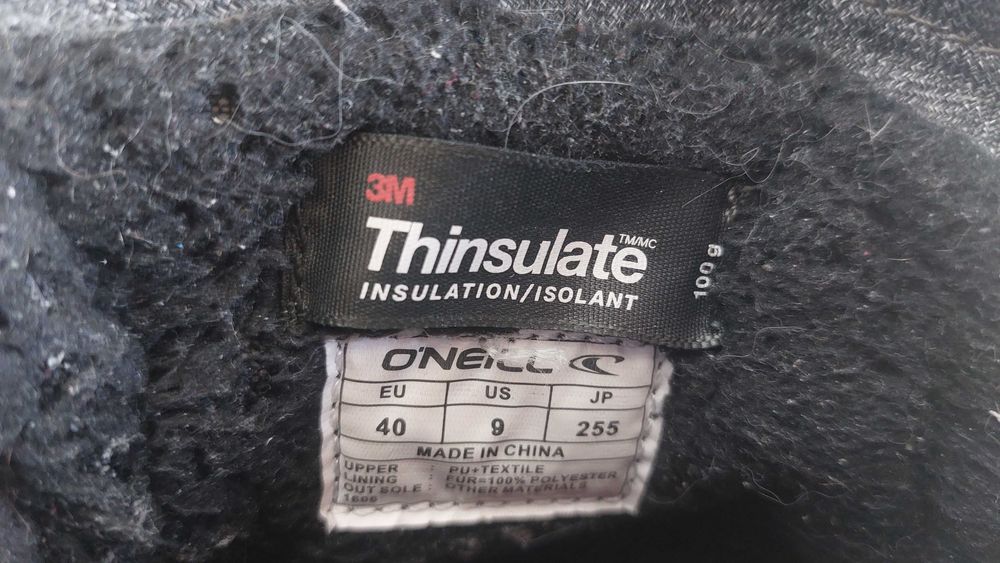 3M
Thinsulate TM/MC
INSULATION/ISOLANT
100 g
O'NEILL
EU US JP
40 9 255
MADE IN CHINA
UPPER : PU+TEXTILE
LINING : EUR=100% POLYESTER
OUT SOLE : OTHER MATERIALS